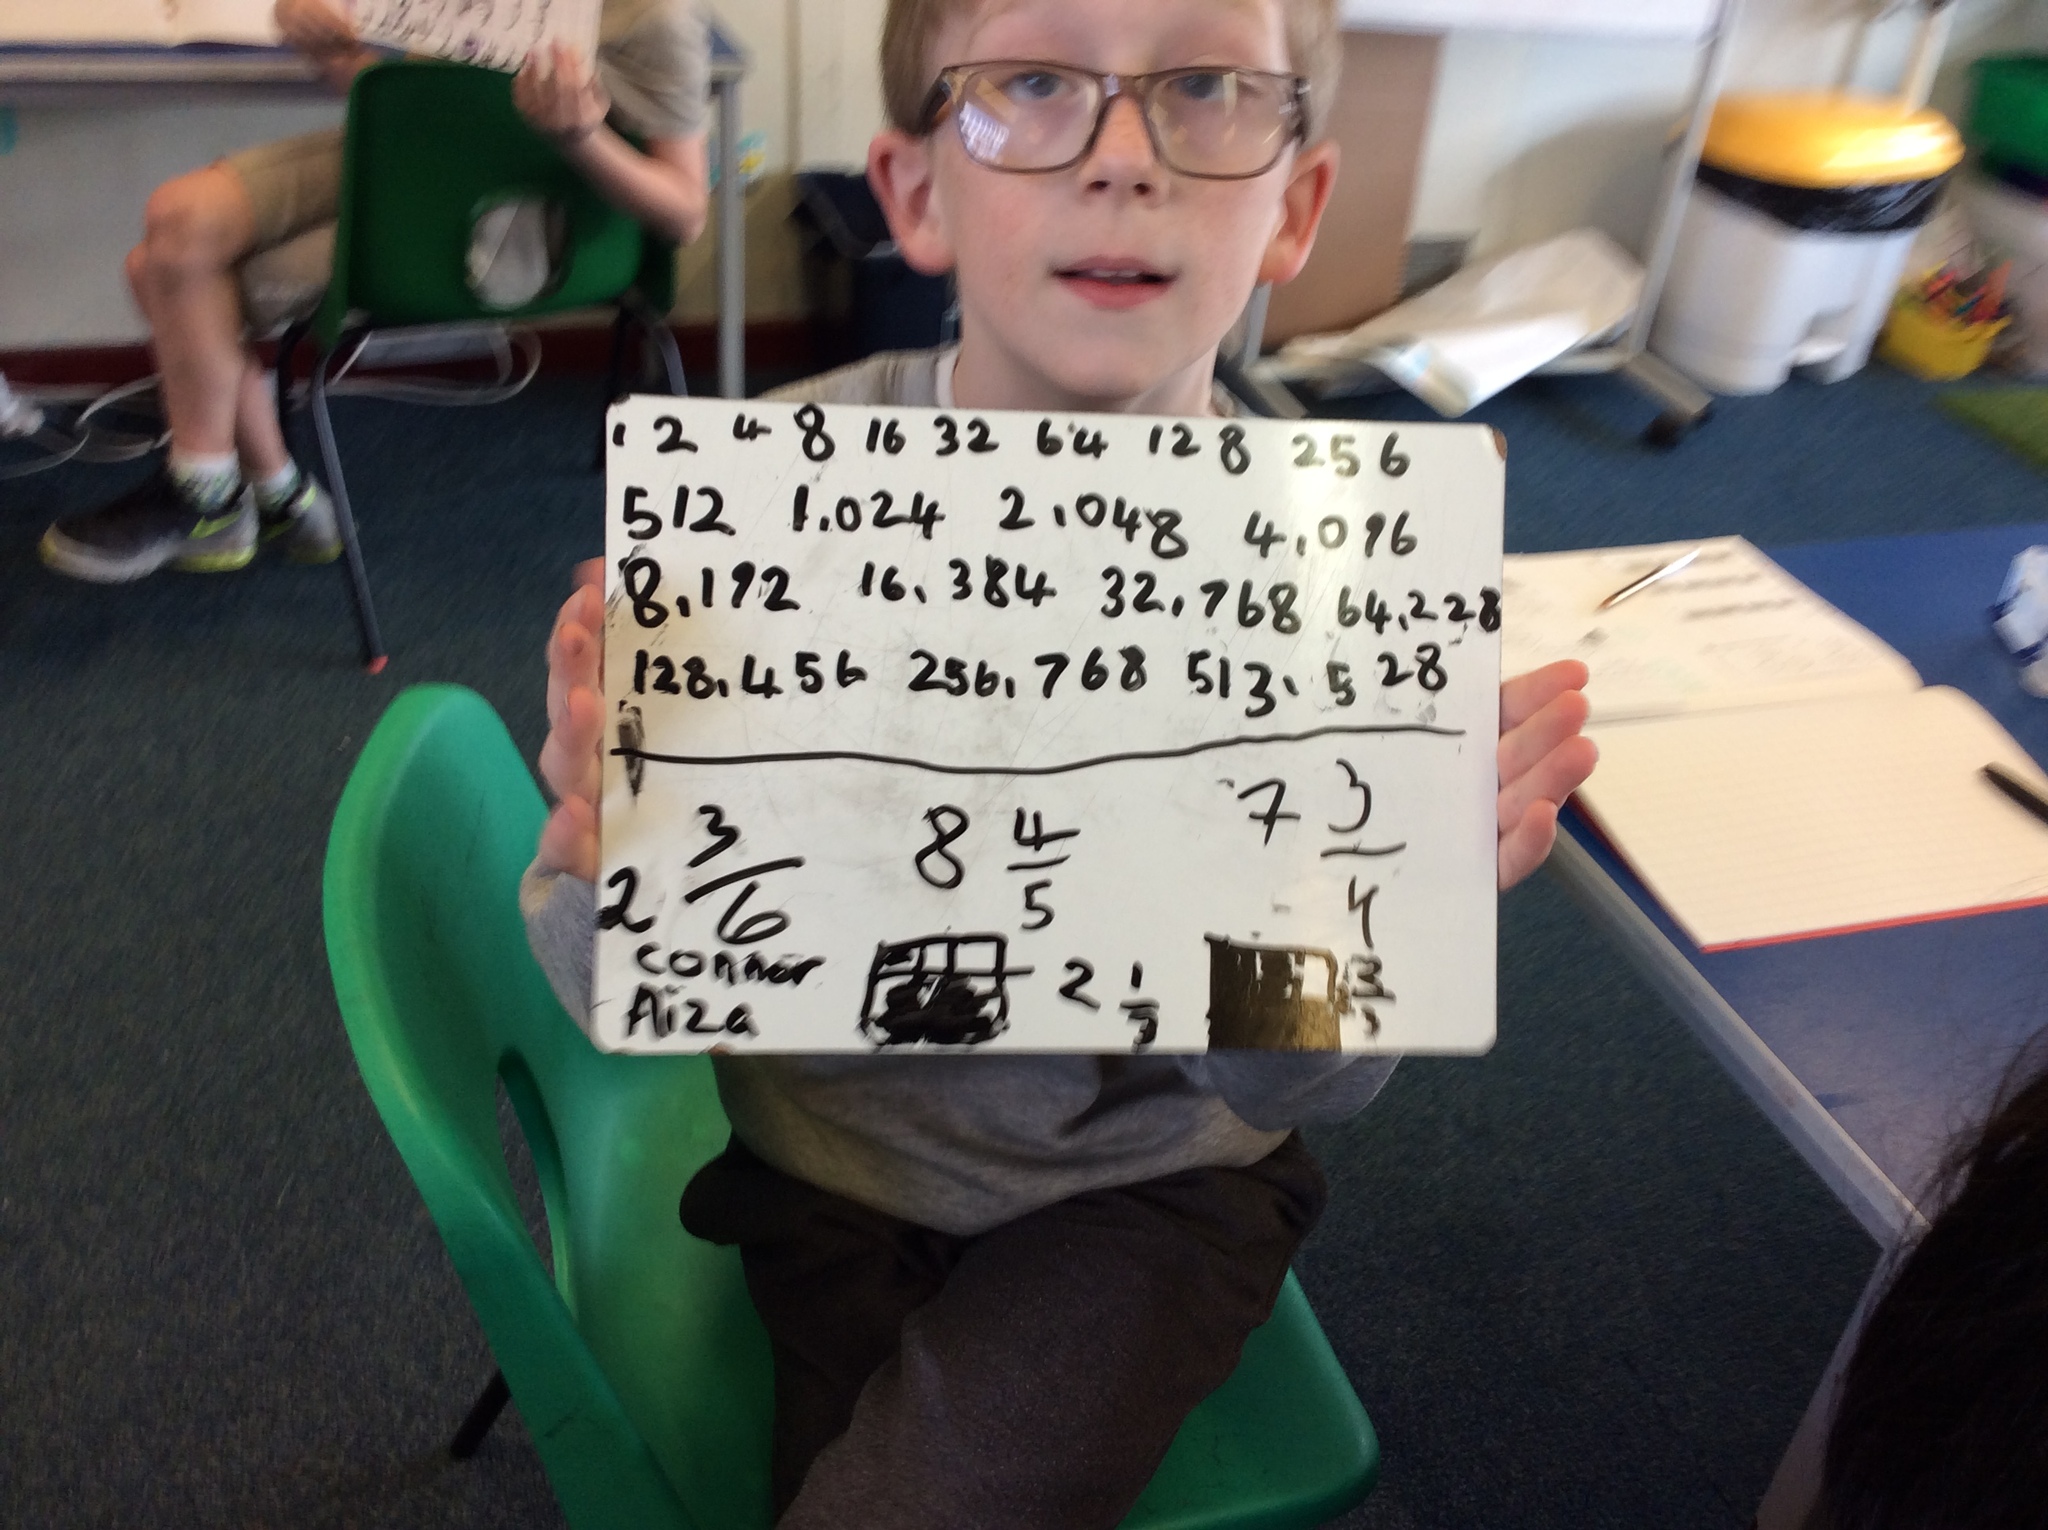 1 2 4 8 16 32 64 128 256
512 1,024 2,048 4,096
8,192 16,384 32,768 64,228
128,456 256,768 513,528
2 3/6 8 4/5 7 3/4
connor
Aiza 2